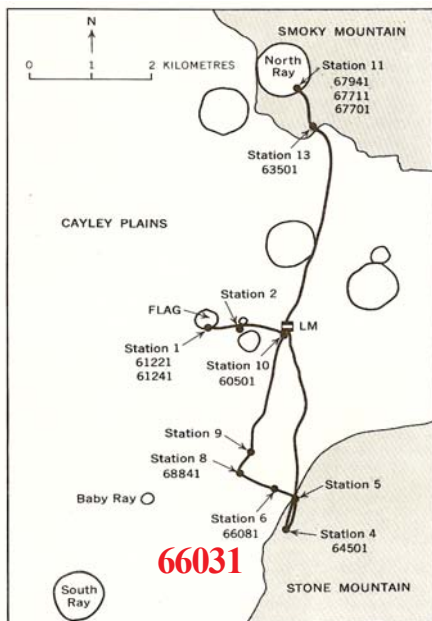 N
SMOKY MOUNTAIN
North
Ray
Station 11
67941
67711
67701
0 1 2 KILOMETRES
Station 13
63501
CAYLEY PLAINS
FLAG
Station 2
LM
Station 1
61221
61241
Station 10
60501
Station 9
Station 8
68841
Baby Ray
Station 5
Station 6
66081
Station 4
64501
66031
South
Ray
STONE MOUNTAIN